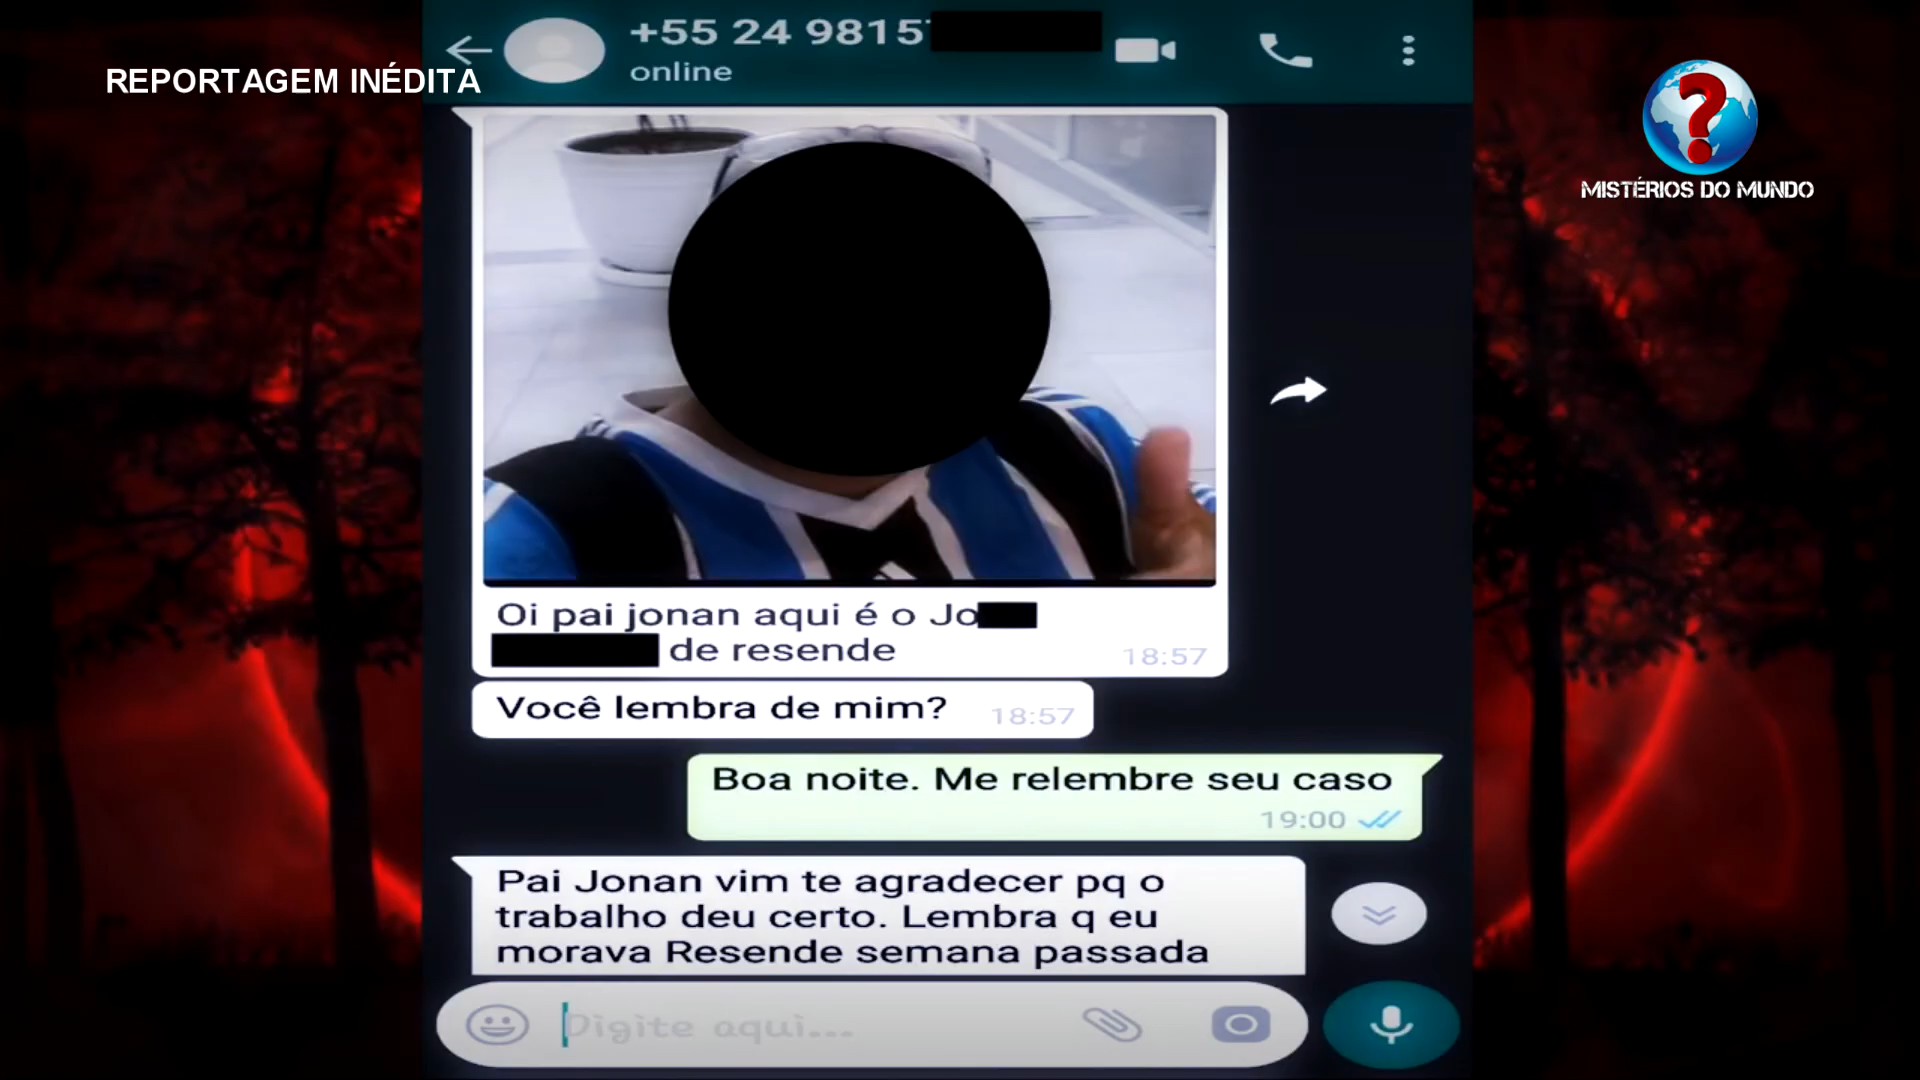 REPORTAGEM INÉDITA
+55 24 9815
online
?
MISTÉRIOS DO MUNDO
Oi pai jonan aqui é o Jo
de resende
18:57
Você lembra de mim?
18:57
Boa noite. Me relembre seu caso
19:00
Pai Jonan vim te agradecer pq o
trabalho deu certo. Lembra q eu
morava Resende semana passada
Digite aqui...